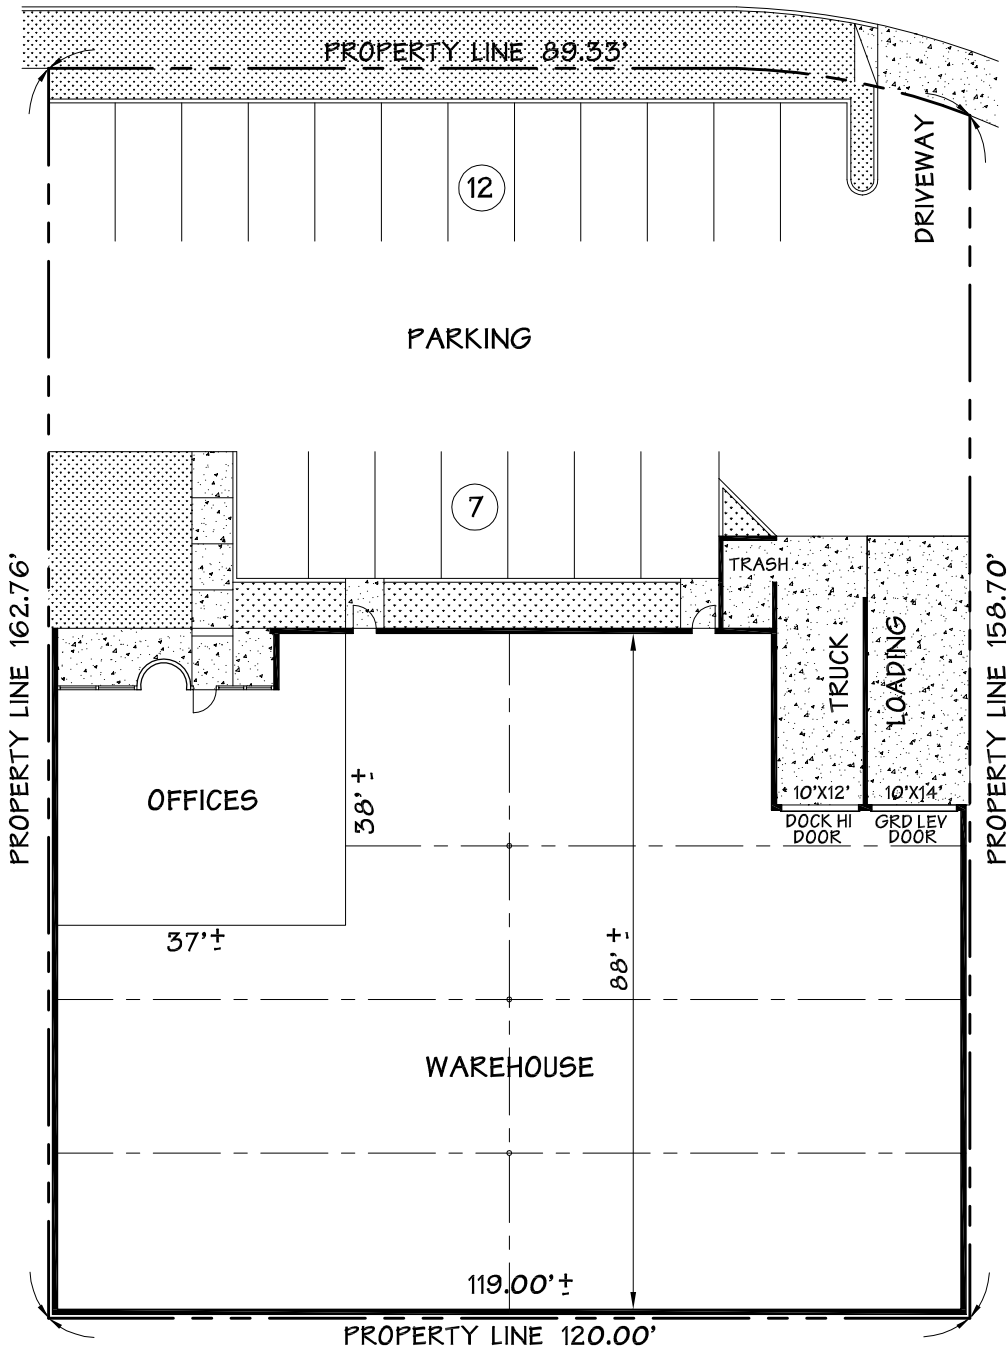 PROPERTY LINE 89.33'
DRIVEWAY
12
PARKING
7
TRASH
PROPERTY LINE 162.76'
PROPERTY LINE 158.70'
TRUCK
LOADING
10'X12'
10'X14'
DOCK HI
DOOR
GRD LEV
DOOR
OFFICES
38'±
37'±
88'±
WAREHOUSE
119.00'±
PROPERTY LINE 120.00'